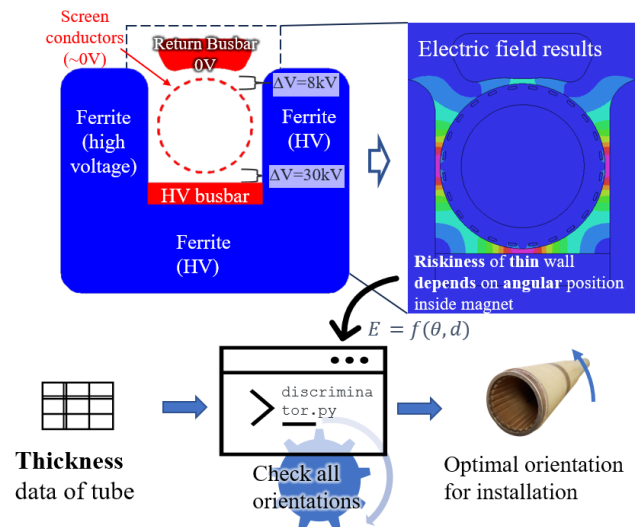 Screen
conductors
(~0V)
Return Busbar
0V
ΔV=8kV
Ferrite
(high
voltage)
Ferrite
(HV)
ΔV=30kV
HV busbar
Ferrite
(HV)
Electric field results
Riskiness of thin wall
depends on angular position
inside magnet
E = f(θ, d)
discrimina
tor.py
Thickness
data of tube
Check all
orientations
Optimal orientation
for installation